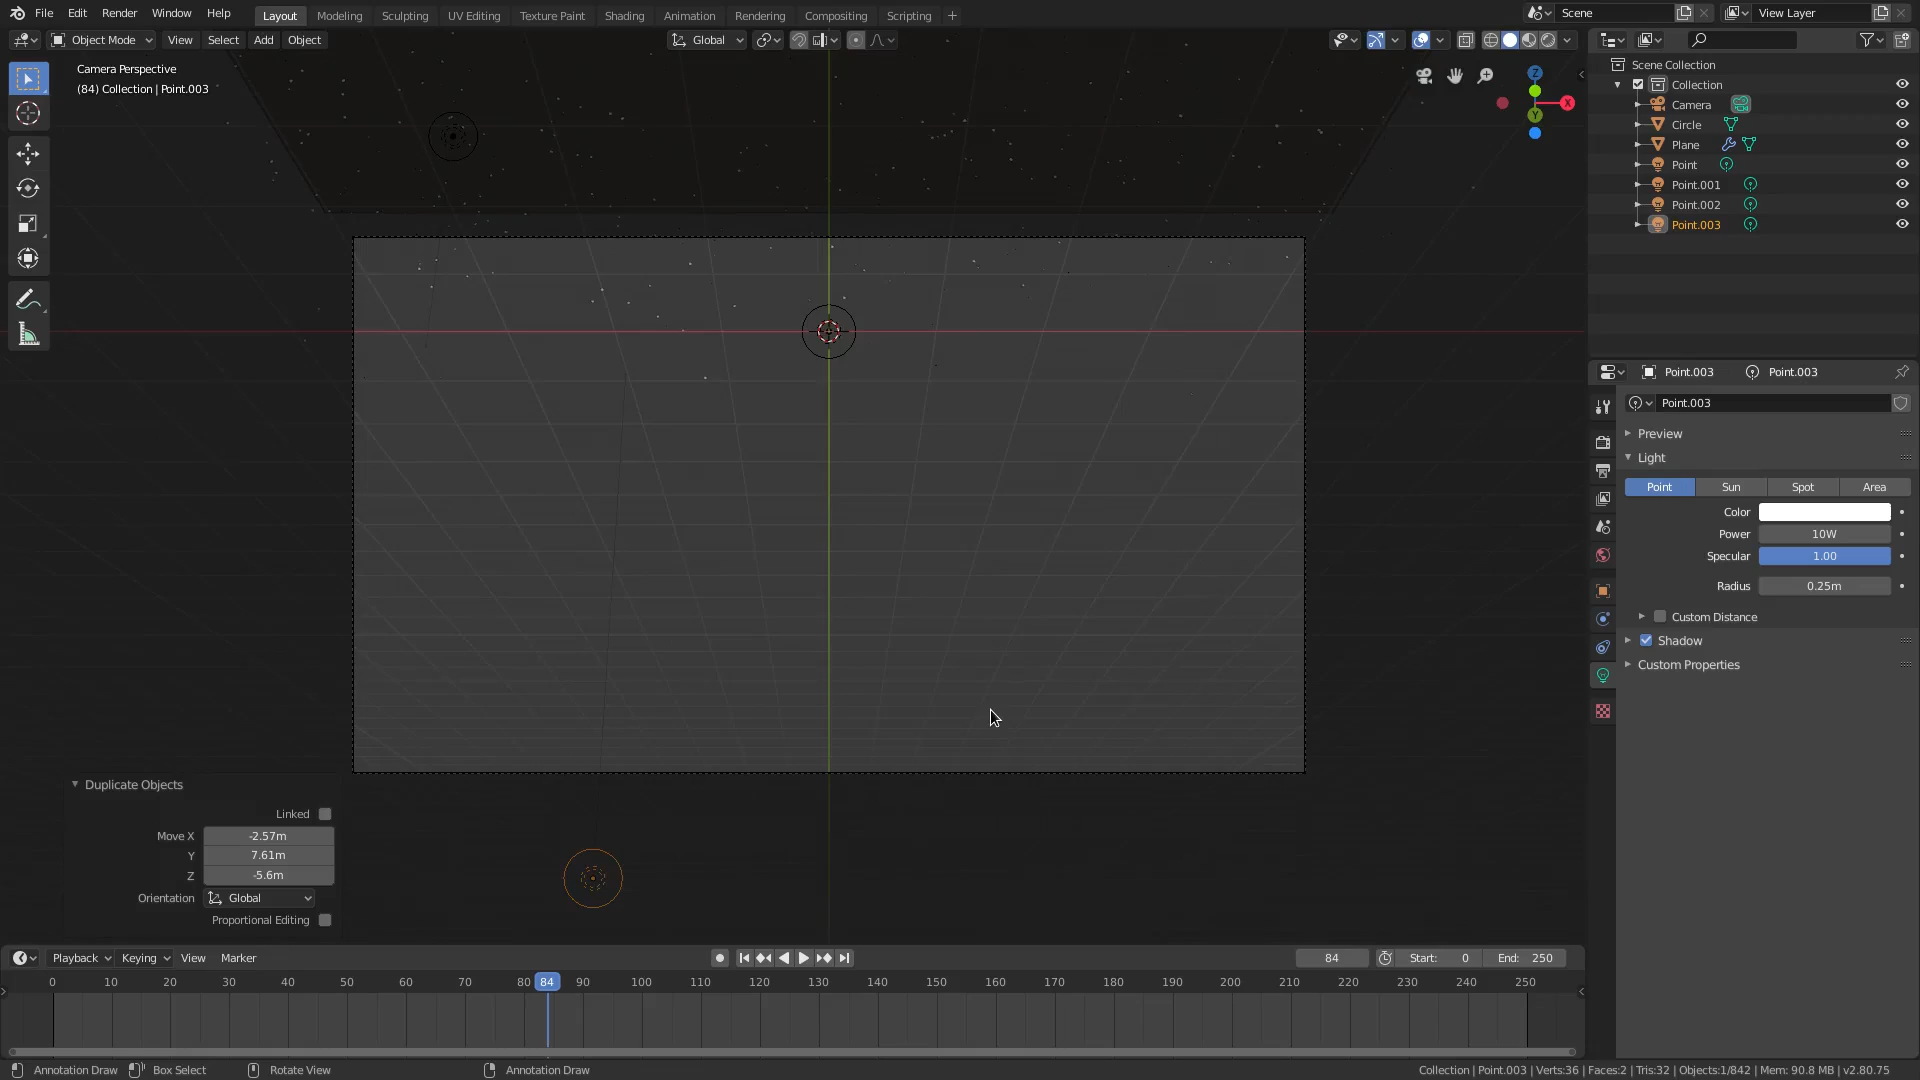 File Edit Render Window Help Layout Modeling Sculpting UV Editing Texture Paint Shading Animation Rendering Compositing Scripting + Scene View Layer
Object Mode View Select Add Object Global
Camera Perspective
(84) Collection | Point.003
Z
X
Y
Scene Collection
Collection
Camera
Circle
Plane
Point
Point.001
Point.002
Point.003
Point.003 Point.003
Point.003
Preview
Light
Point Sun Spot Area
Color
Power 10W
Specular 1.00
Radius 0.25m
Custom Distance
Shadow
Custom Properties
Duplicate Objects
Linked
Move X -2.57m
Y 7.61m
Z -5.6m
Orientation Global
Proportional Editing
Playback Keying View Marker 84 Start: 0 End: 250
0 10 20 30 40 50 60 70 80 84 90 100 110 120 130 140 150 160 170 180 190 200 210 220 230 240 250
Annotation Draw Box Select Rotate View Annotation Draw Collection | Point.003 | Verts:36 | Faces:2 | Tris:32 | Objects:1/842 | Mem: 90.8 MB | v2.80.75